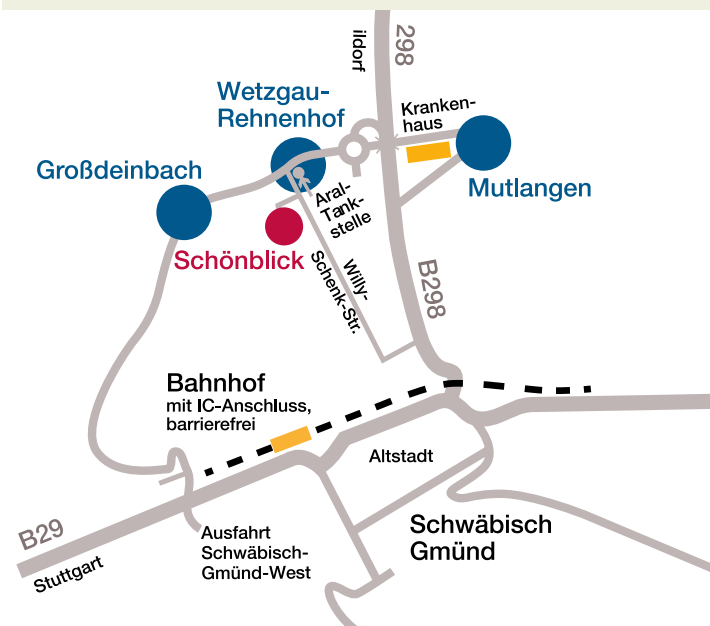 ildorf
298
Wetzgau-
Rehnenhof
Kranken-
haus
Großdeinbach
Mutlangen
Aral-
Tank-
stelle
Schönblick
Willy-
Schenk-Str.
B298
Bahnhof
mit IC-Anschluss,
barrierefrei
Altstadt
B29
Stuttgart
Ausfahrt
Schwäbisch-
Gmünd-West
Schwäbisch
Gmünd